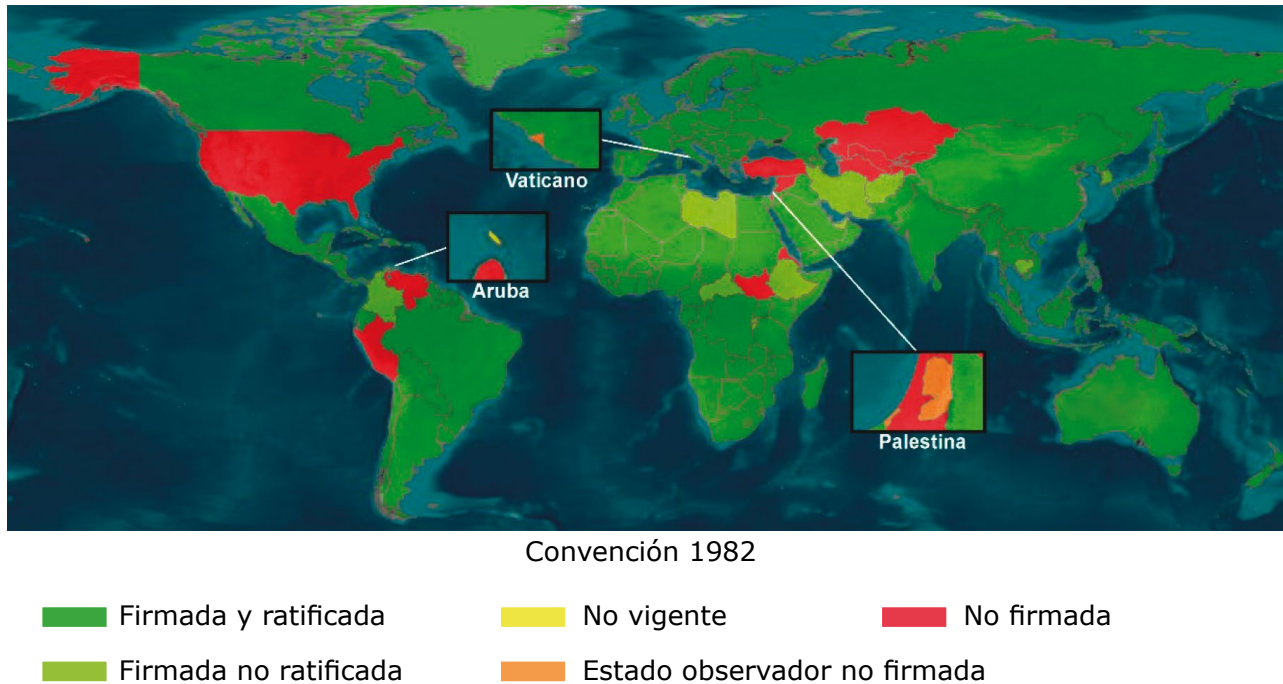 Vaticano
Aruba
Palestina
Convención 1982
Firmada y ratificada
No vigente
No firmada
Firmada no ratificada
Estado observador no firmada